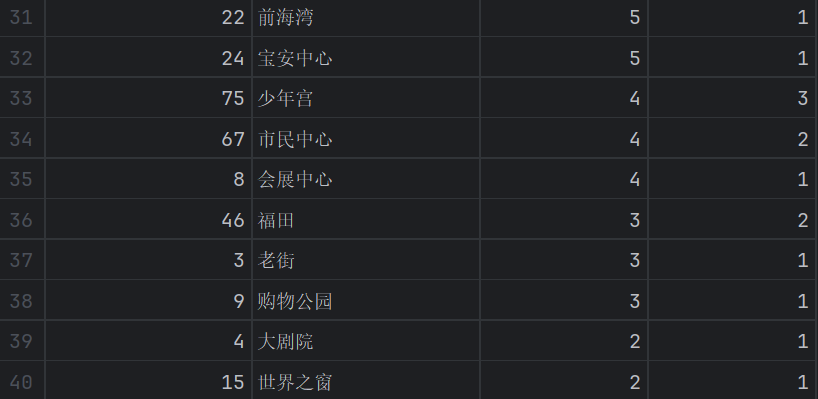 31 22 前海湾 5 1
32 24 宝安中心 5 1
33 75 少年宫 4 3
34 67 市民中心 4 2
35 8 会展中心 4 1
36 46 福田 3 2
37 3 老街 3 1
38 9 购物公园 3 1
39 4 大剧院 2 1
40 15 世界之窗 2 1